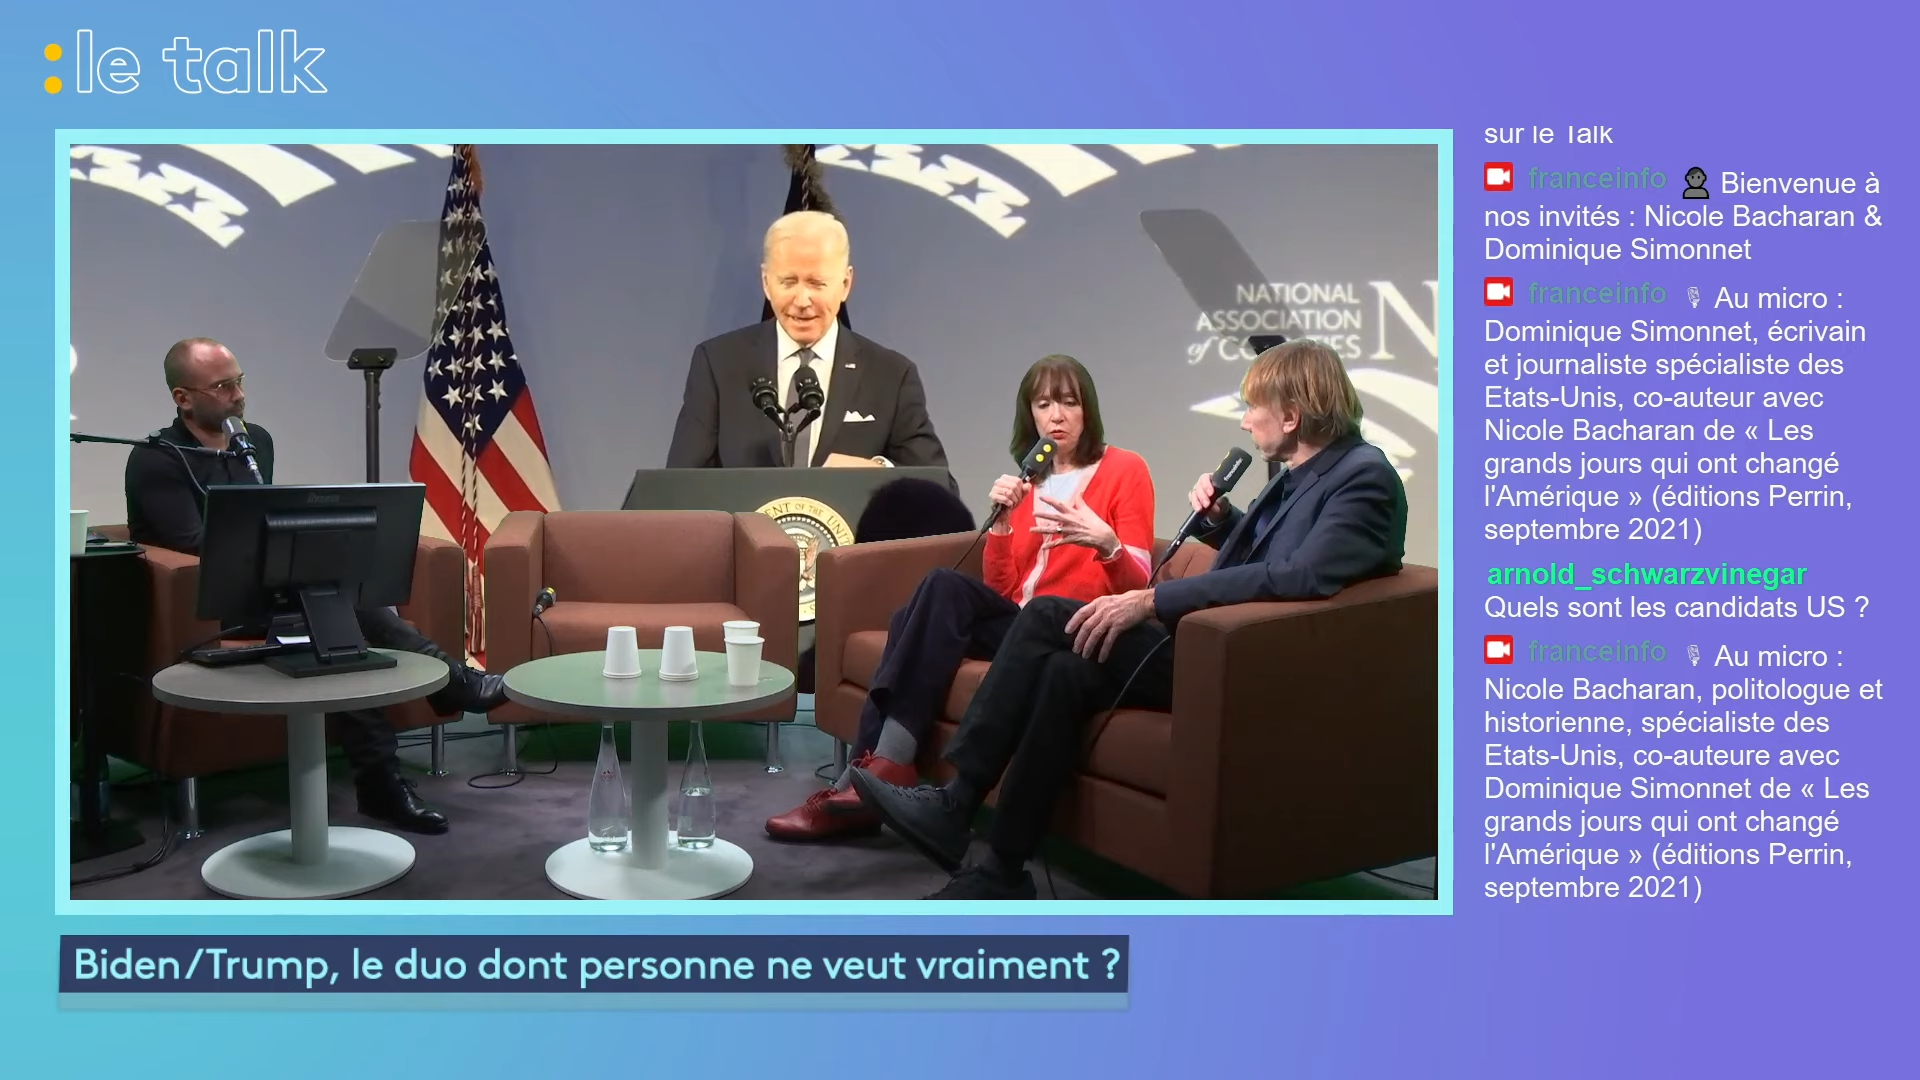 :le talk
sur le Talk
franceinfo Bienvenue à
nos invités : Nicole Bacharan &
Dominique Simonnet
franceinfo Au micro :
Dominique Simonnet, écrivain
et journaliste spécialiste des
Etats-Unis, co-auteur avec
Nicole Bacharan de « Les
grands jours qui ont changé
l'Amérique » (éditions Perrin,
septembre 2021)
arnold_schwarzvinegar
Quels sont les candidats US ?
franceinfo Au micro :
Nicole Bacharan, politologue et
historienne, spécialiste des
Etats-Unis, co-auteure avec
Dominique Simonnet de « Les
grands jours qui ont changé
l'Amérique » (éditions Perrin,
septembre 2021)
NATIONAL
ASSOCIATION
of
N
Biden/Trump, le duo dont personne ne veut vraiment ?